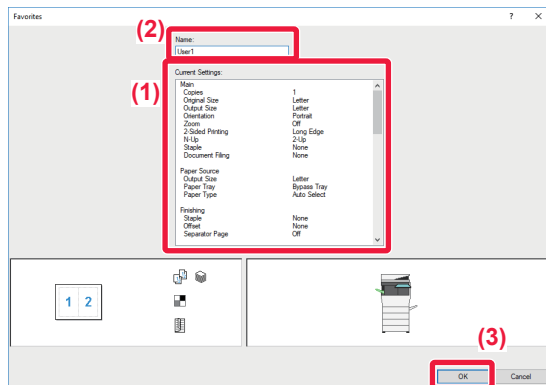 Favorites ? X
(2)
Name:
User1
(1)
Current Settings:
Main
Copies 1
Original Size Letter
Output Size Letter
Orientation Portrait
Zoom Off
2-Sided Printing Long Edge
N-Up 2-Up
Staple None
Document Filing None
Paper Source
Output Size Letter
Paper Tray Bypass Tray
Paper Type Auto Select
Finishing
Staple None
Offset None
Separator Page Off
1 2
(3)
OK Cancel